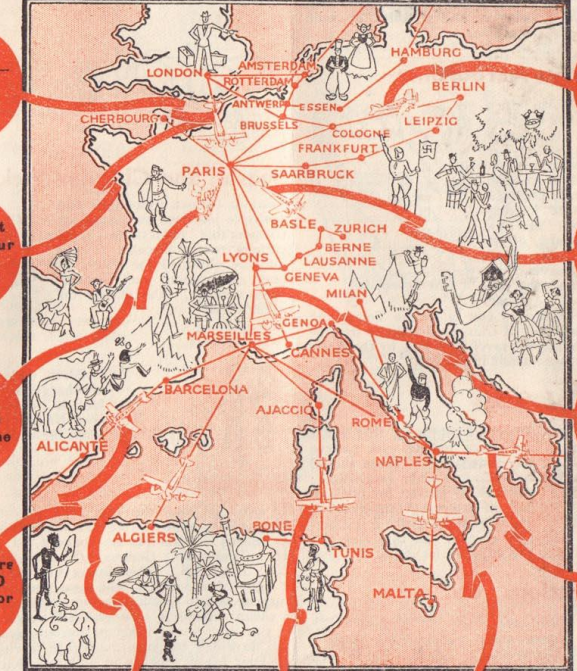 AMSTERDAM
HAMBURG
LONDON
ROTTERDAM
BERLIN
ANTWERP
ESSEN
CHERBOURG
BRUSSELS
COLOGNE
LEIPZIG
FRANKFURT
PARIS
SAARBRUCK
BASLE
ZURICH
BERNE
LYONS
LAUSANNE
GENEVA
MILAN
GENOA
MARSEILLES
CANNES
BARCELONA
AJACCIO
ROME
ALICANTE
NAPLES
ALGIERS
BONE
TUNIS
MALTA